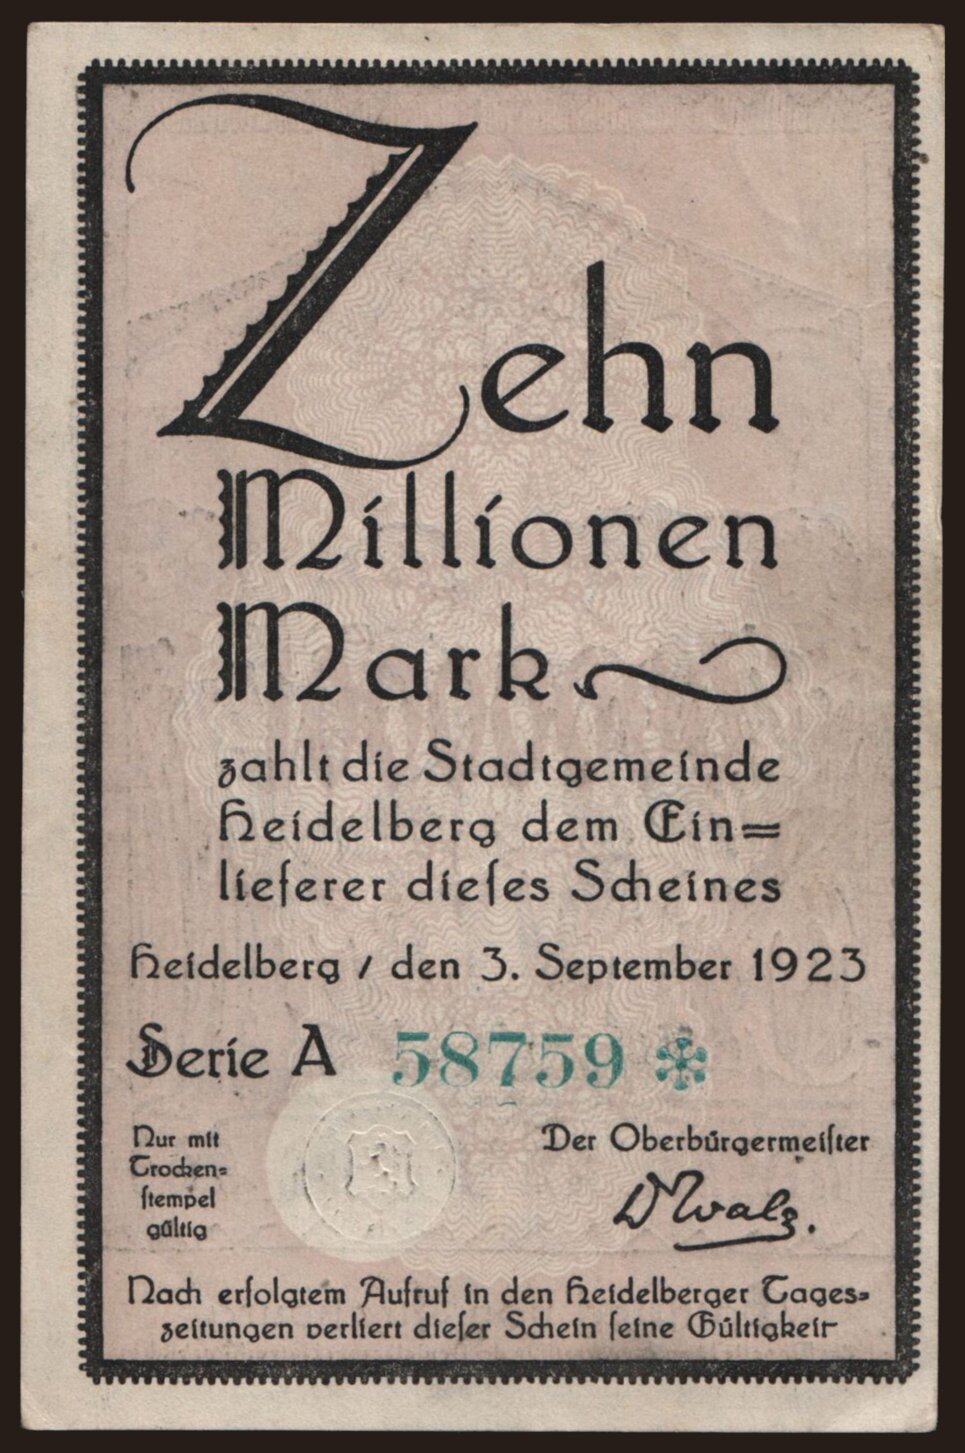 Zehn
Millionen
Mark
zahlt die Stadtgemeinde
Heidelberg dem Ein=
lieferer dieſes Scheines
Heidelberg / den 3. September 1923
Serie A 58759 *
Nur mit
Trocken=
ſtempel
gültig
Der Oberbürgermeiſter
Dr Walz.
Nach erfolgtem Aufruf in den Heidelberger Tages=
zeitungen verliert dieſer Schein ſeine Gültigkeit